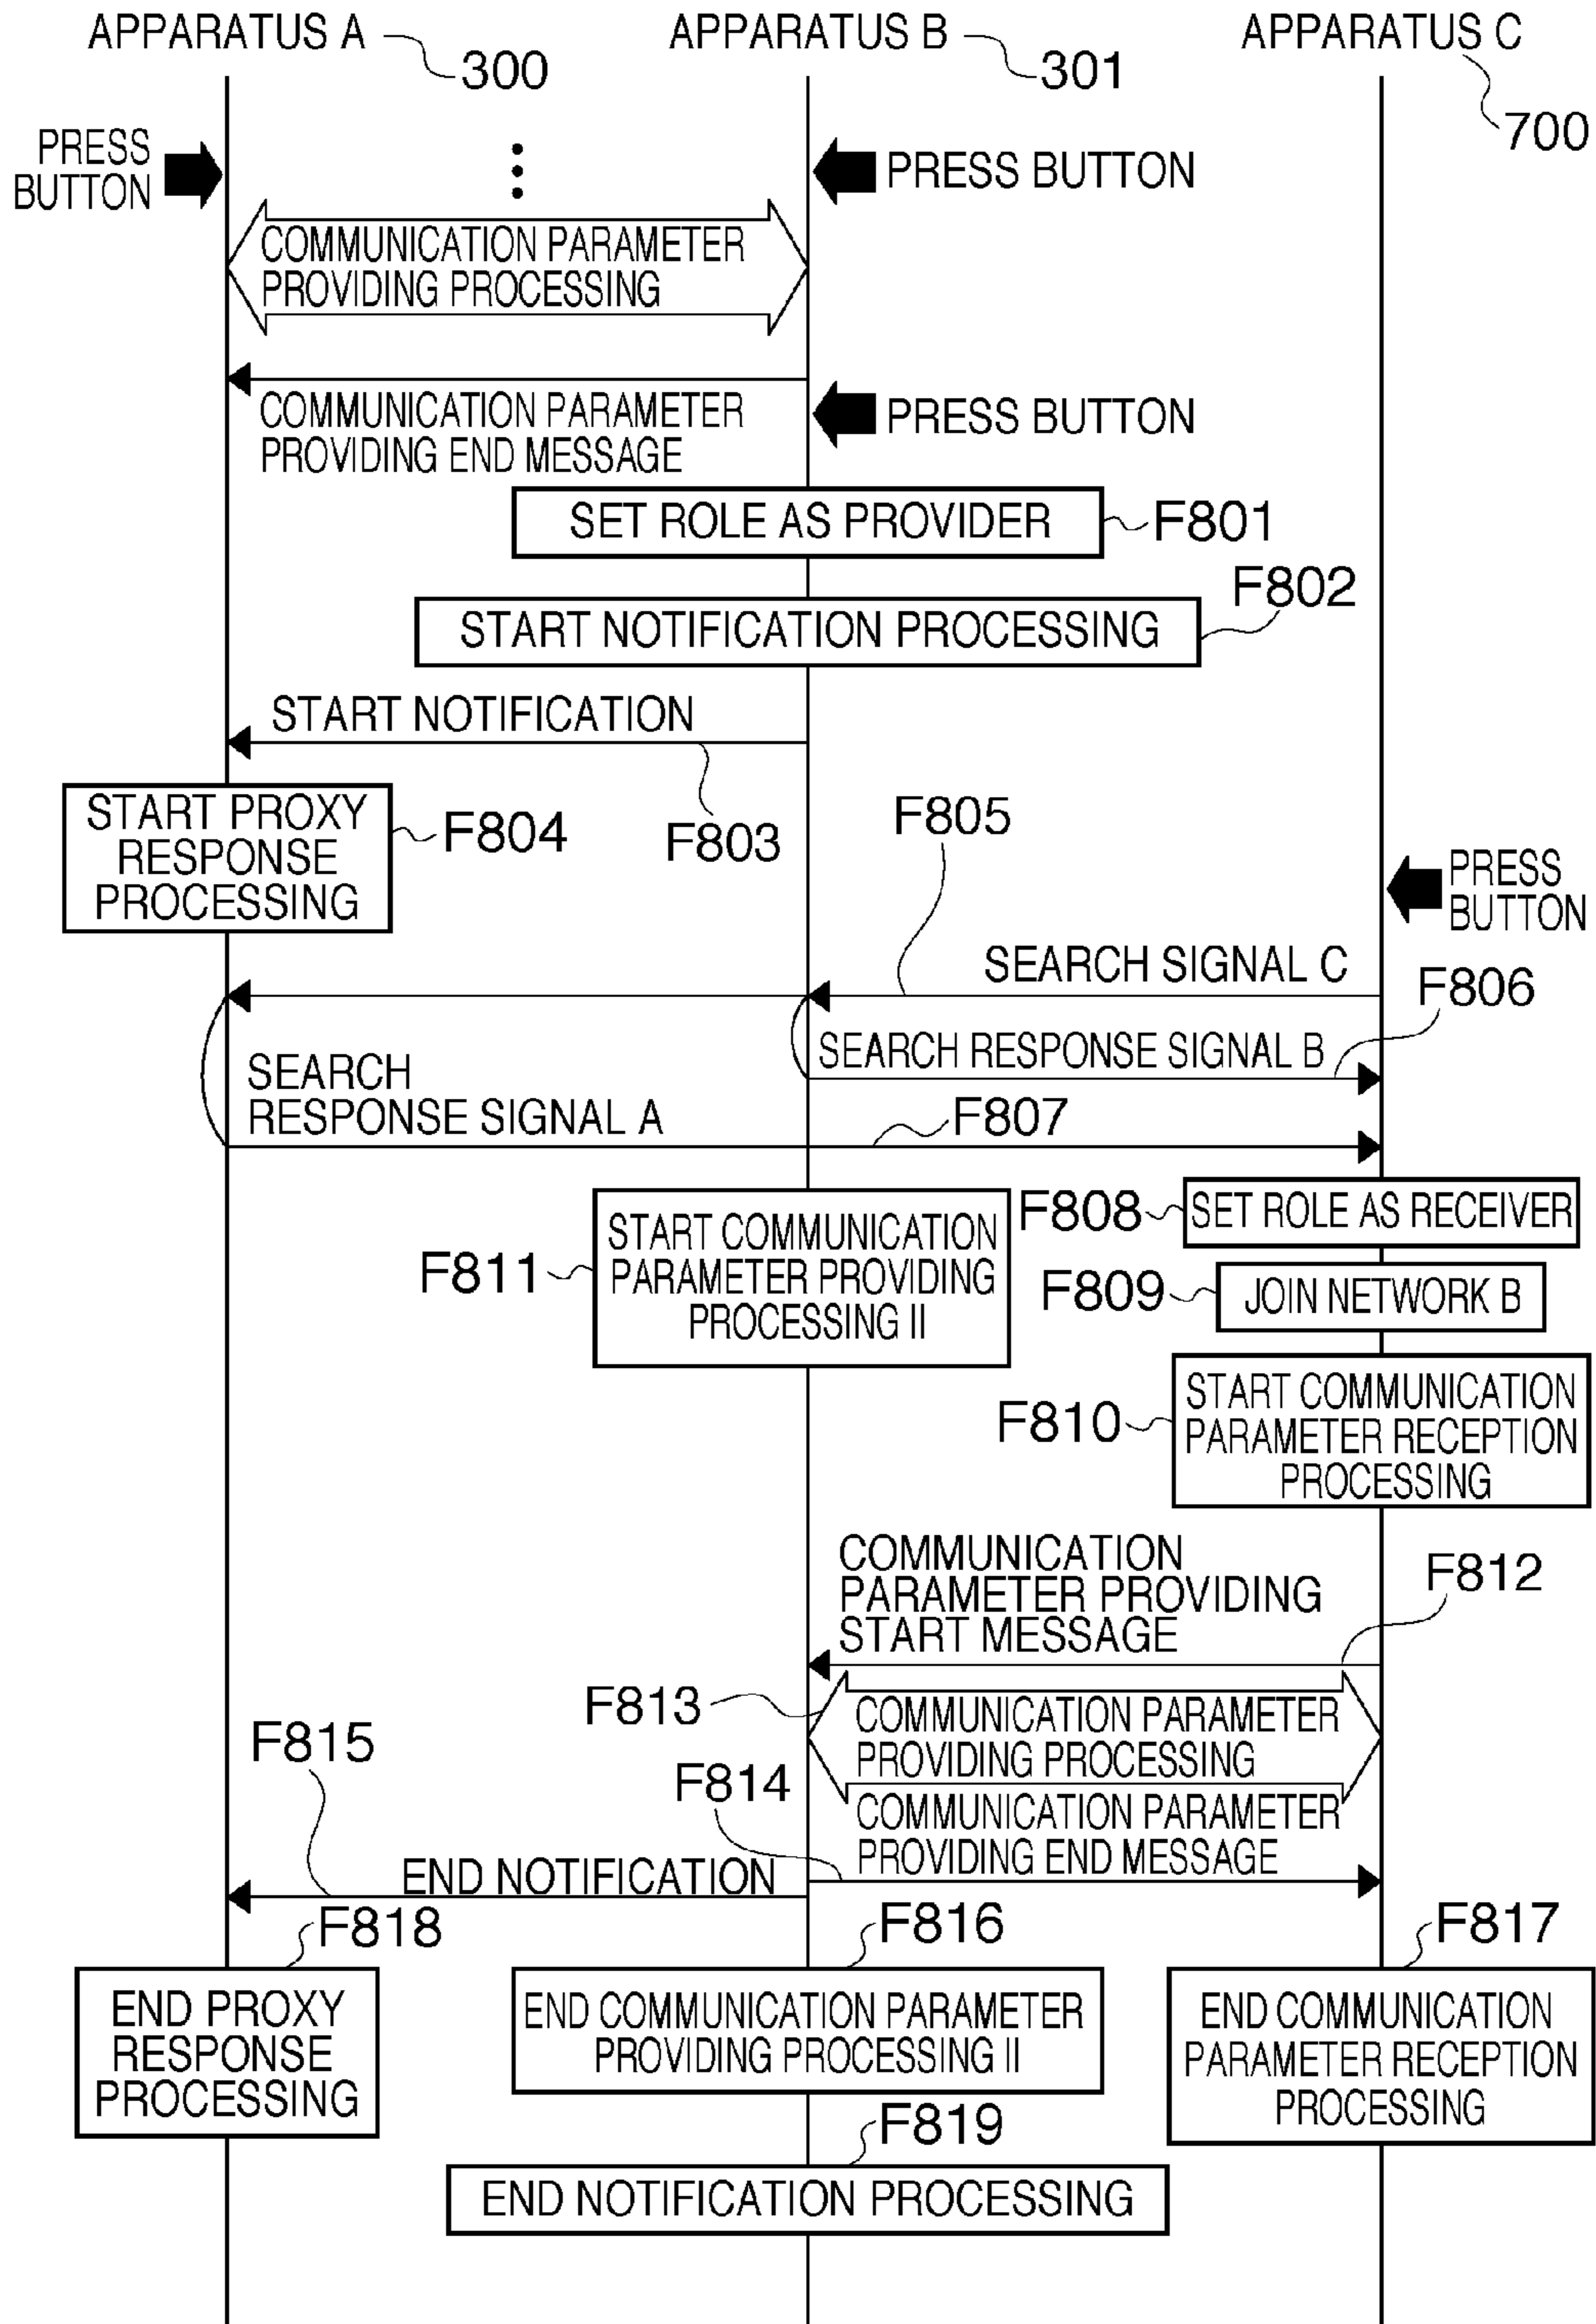 APPARATUS A
300
APPARATUS B
301
APPARATUS C
700
PRESS
BUTTON
PRESS BUTTON
COMMUNICATION PARAMETER
PROVIDING PROCESSING
COMMUNICATION PARAMETER
PROVIDING END MESSAGE
PRESS BUTTON
SET ROLE AS PROVIDER
F801
F802
START NOTIFICATION PROCESSING
START NOTIFICATION
F803
START PROXY
RESPONSE
PROCESSING
F804
F805
PRESS
BUTTON
SEARCH SIGNAL C
F806
SEARCH RESPONSE SIGNAL B
SEARCH
RESPONSE SIGNAL A
F807
F808
SET ROLE AS RECEIVER
F811
START COMMUNICATION
PARAMETER PROVIDING
PROCESSING II
F809
JOIN NETWORK B
F810
START COMMUNICATION
PARAMETER RECEPTION
PROCESSING
COMMUNICATION
PARAMETER PROVIDING
START MESSAGE
F812
F813
COMMUNICATION PARAMETER
PROVIDING PROCESSING
F815
F814
COMMUNICATION PARAMETER
PROVIDING END MESSAGE
END NOTIFICATION
F818
F816
F817
END PROXY
RESPONSE
PROCESSING
END COMMUNICATION PARAMETER
PROVIDING PROCESSING II
END COMMUNICATION
PARAMETER RECEPTION
PROCESSING
F819
END NOTIFICATION PROCESSING